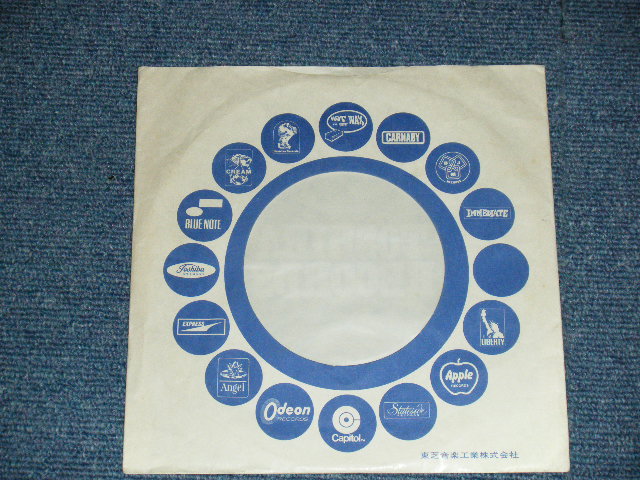 CARNABY
IMMEDIATE
LIBERTY
Apple
RECORDS
Stateside
Capitol
Odeon
RECORDS
Angel
EXPRESS
Toshiba
RECORDS
BLUE NOTE
CREAM
東芝音楽工業株式会社